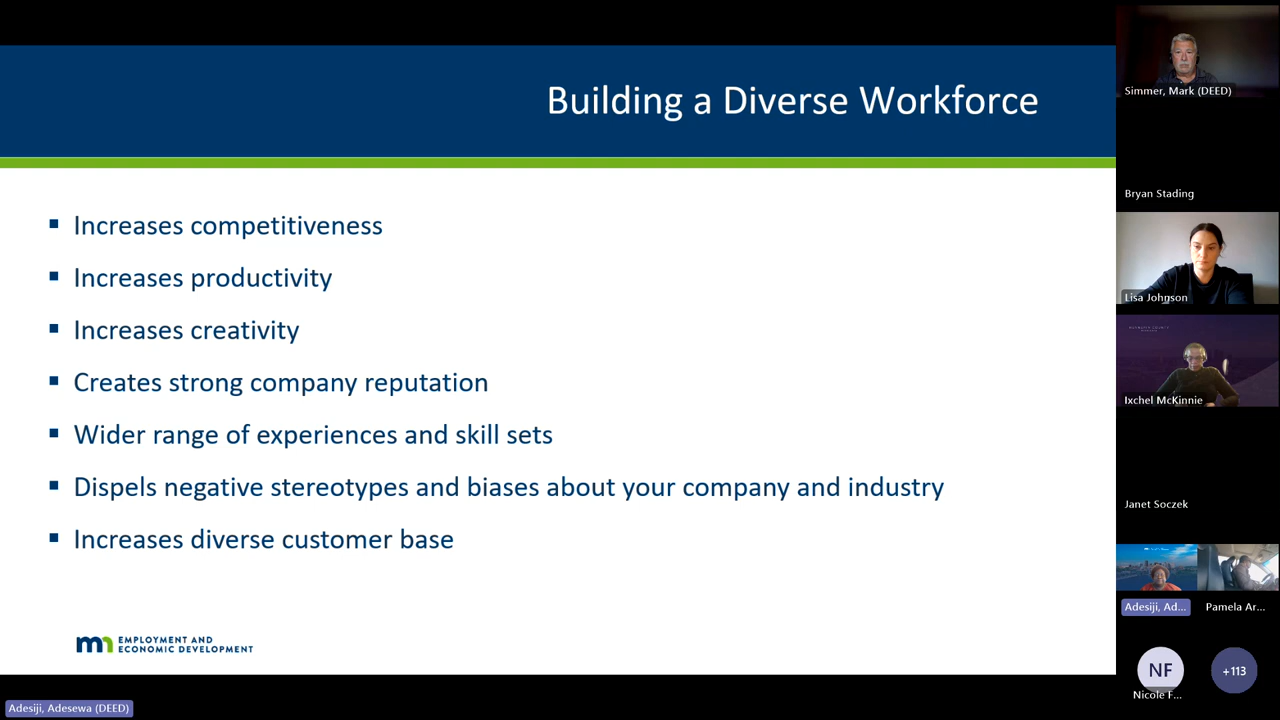 Building a Diverse Workforce
▪ Increases competitiveness
▪ Increases productivity
▪ Increases creativity
▪ Creates strong company reputation
▪ Wider range of experiences and skill sets
▪ Dispels negative stereotypes and biases about your company and industry
▪ Increases diverse customer base
mn EMPLOYMENT AND
ECONOMIC DEVELOPMENT
Adesiji, Adesewa (DEED)
Simmer, Mark (DEED)
Bryan Stading
Lisa Johnson
Ixchel McKinnie
Janet Soczek
Adesiji, Ad...
Pamela Ar...
NF
Nicole F...
+113